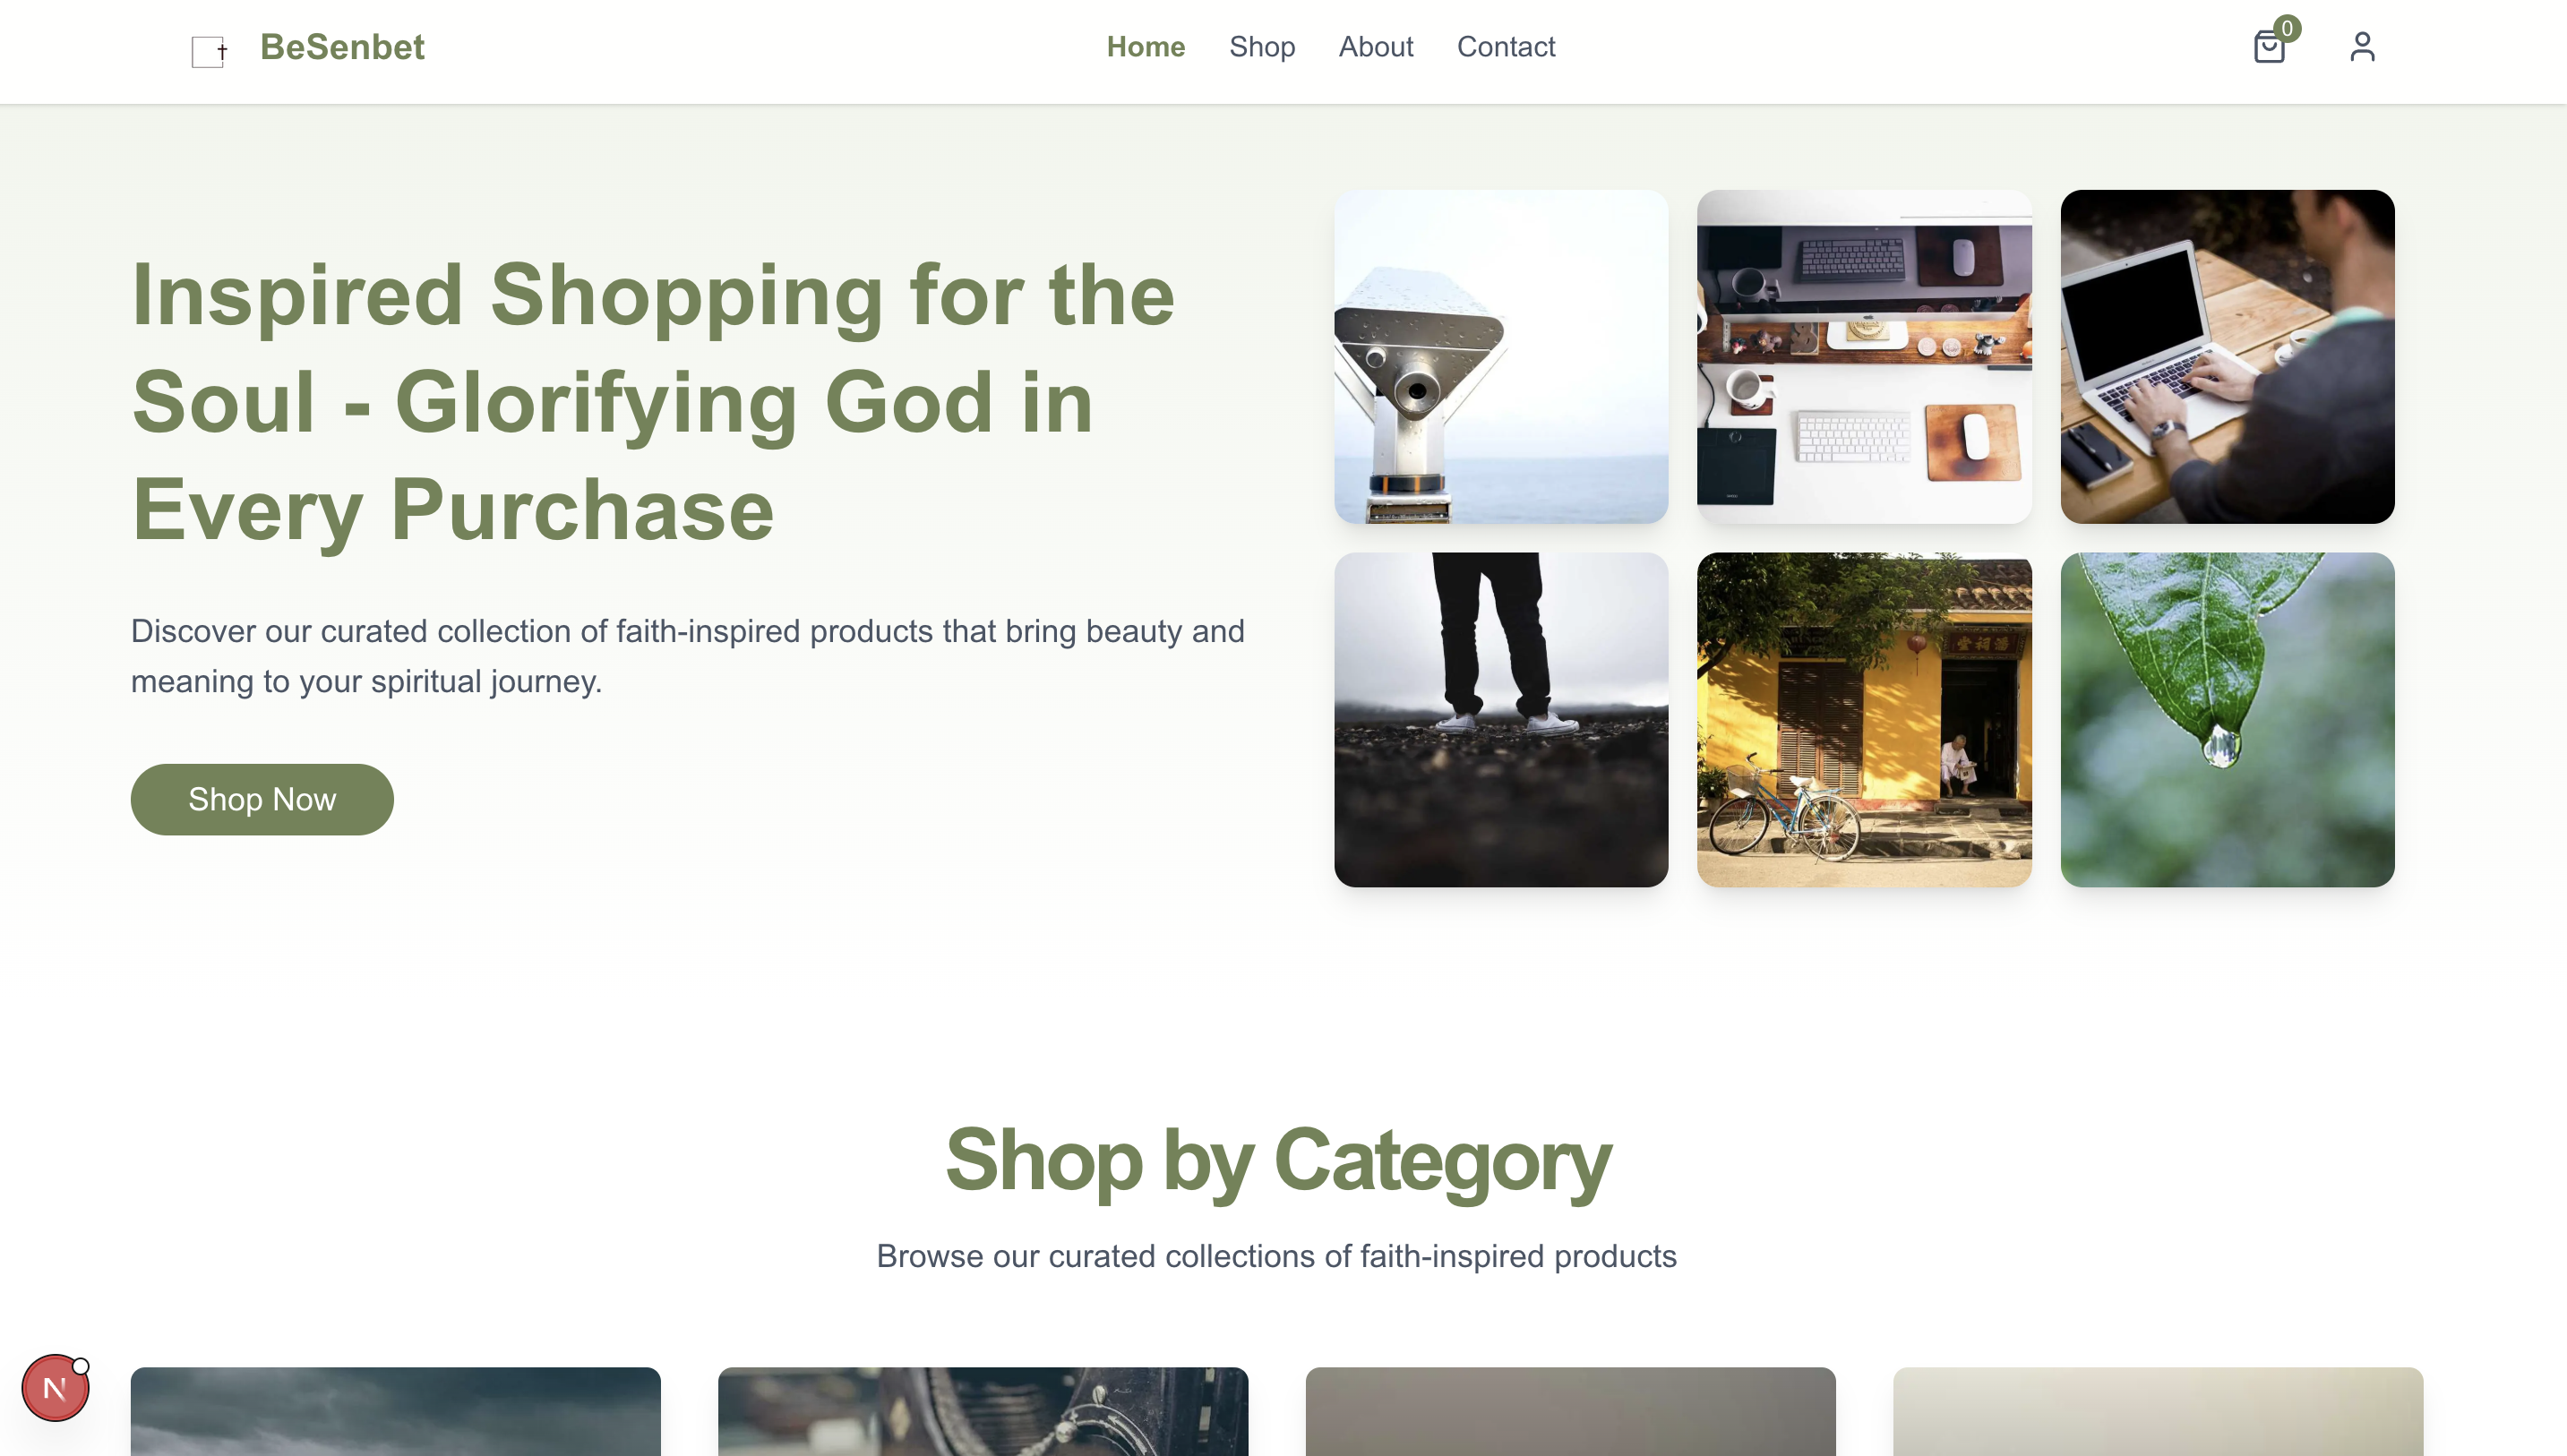 BeSenbet
Home
Shop
About
Contact
0
Inspired Shopping for the
Soul - Glorifying God in
Every Purchase
Discover our curated collection of faith-inspired products that bring beauty and
meaning to your spiritual journey.
Shop Now
Shop by Category
Browse our curated collections of faith-inspired products
N